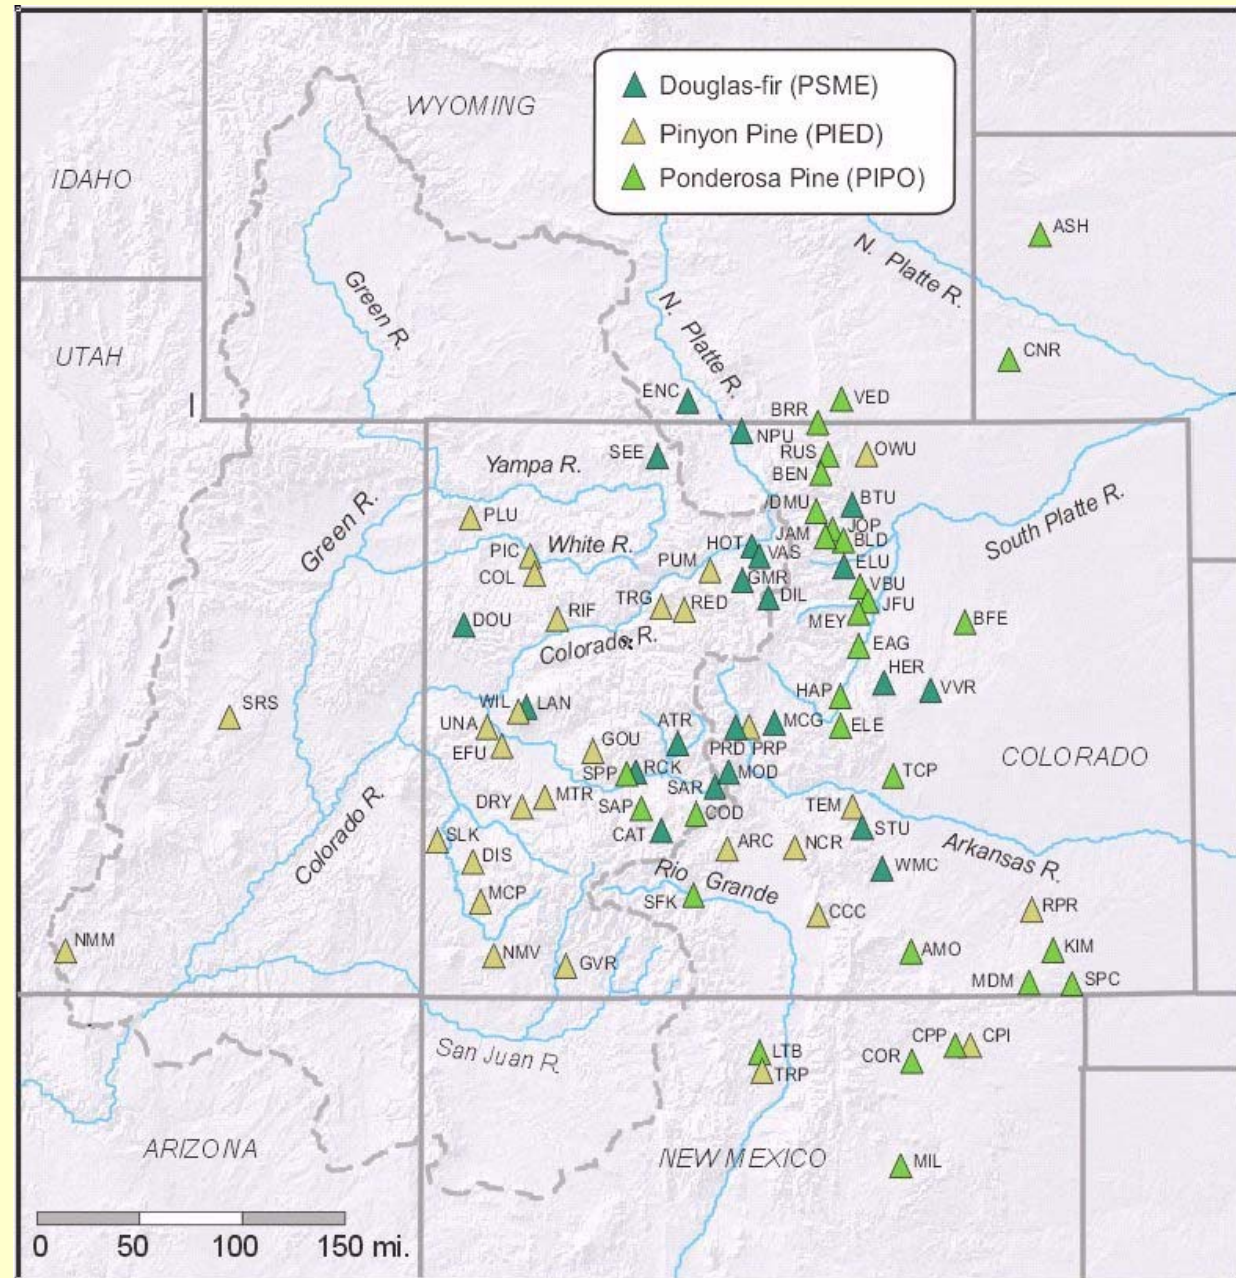 WYOMING
Douglas-fir (PSME)
Pinyon Pine (PIED)
Ponderosa Pine (PIPO)
IDAHO
ASH
N. Platte R.
Green R.
N. Platte R.
UTAH
CNR
ENC
VED
BRR
NPU
SEE
RUS
OWU
BEN
Yampa R.
PLU
DMU
BTU
South Platte R.
Green R.
JOP
JAM
BLD
White R.
HOT
VAS
PIC
PUM
ELU
COL
GMR
VBU
TRG
RED
DIL
JFU
RIF
DOU
MEY
BFE
Colorado R.
EAG
HER
VVR
HAP
SRS
WIL
LAN
UNA
ATR
MCG
ELE
EFU
GOU
PRD
PRP
COLORADO
SPP
RCK
MOD
TCP
SAR
DRY
MTR
SAP
COD
TEM
Colorado R.
CAT
STU
SLK
ARC
NCR
Arkansas R.
DIS
WMC
Rio Grande
MCP
SFK
CCC
RPR
NMM
NMV
GVR
AMO
KIM
MDM
SPC
San Juan R.
LTB
COR
CPP
CPI
TRP
ARIZONA
NEW MEXICO
MIL
0 50 100 150 mi.